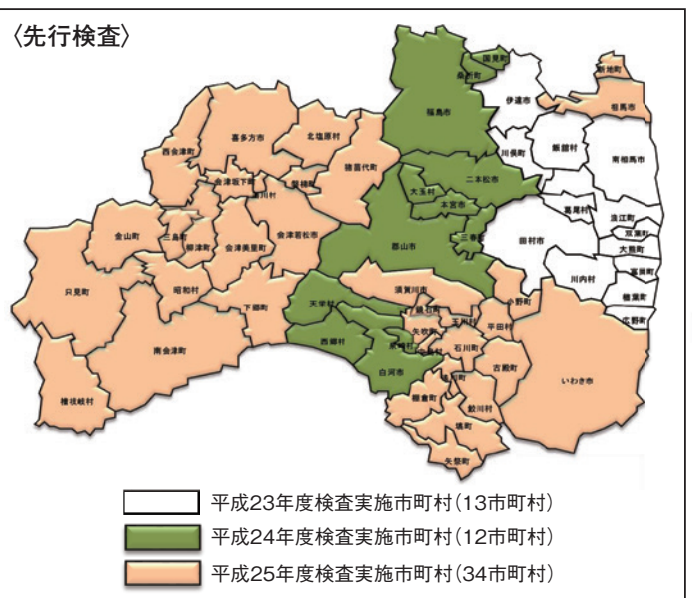 〈先行検査〉
国見町
桑折町
伊達市
新地町
相馬市
福島市
北塩原村
喜多方市
西会津町
猪苗代町
川俣町
飯舘村
南相馬市
二本松市
会津坂下町
磐梯町
湯川村
大玉村
本宮市
葛尾村
浪江町
双葉町
金山町
三島町
柳津町
会津美里町
会津若松市
郡山市
三春町
田村市
大熊町
川内村
富岡町
只見町
昭和村
下郷町
須賀川市
小野町
楢葉町
広野町
天栄村
鏡石町
玉川村
平田村
矢吹町
南会津町
西郷村
泉崎村
中島村
石川町
古殿町
いわき市
白河市
浅川町
檜枝岐村
棚倉町
鮫川村
塙町
矢祭町
平成23年度検査実施市町村(13市町村)
平成24年度検査実施市町村(12市町村)
平成25年度検査実施市町村(34市町村)